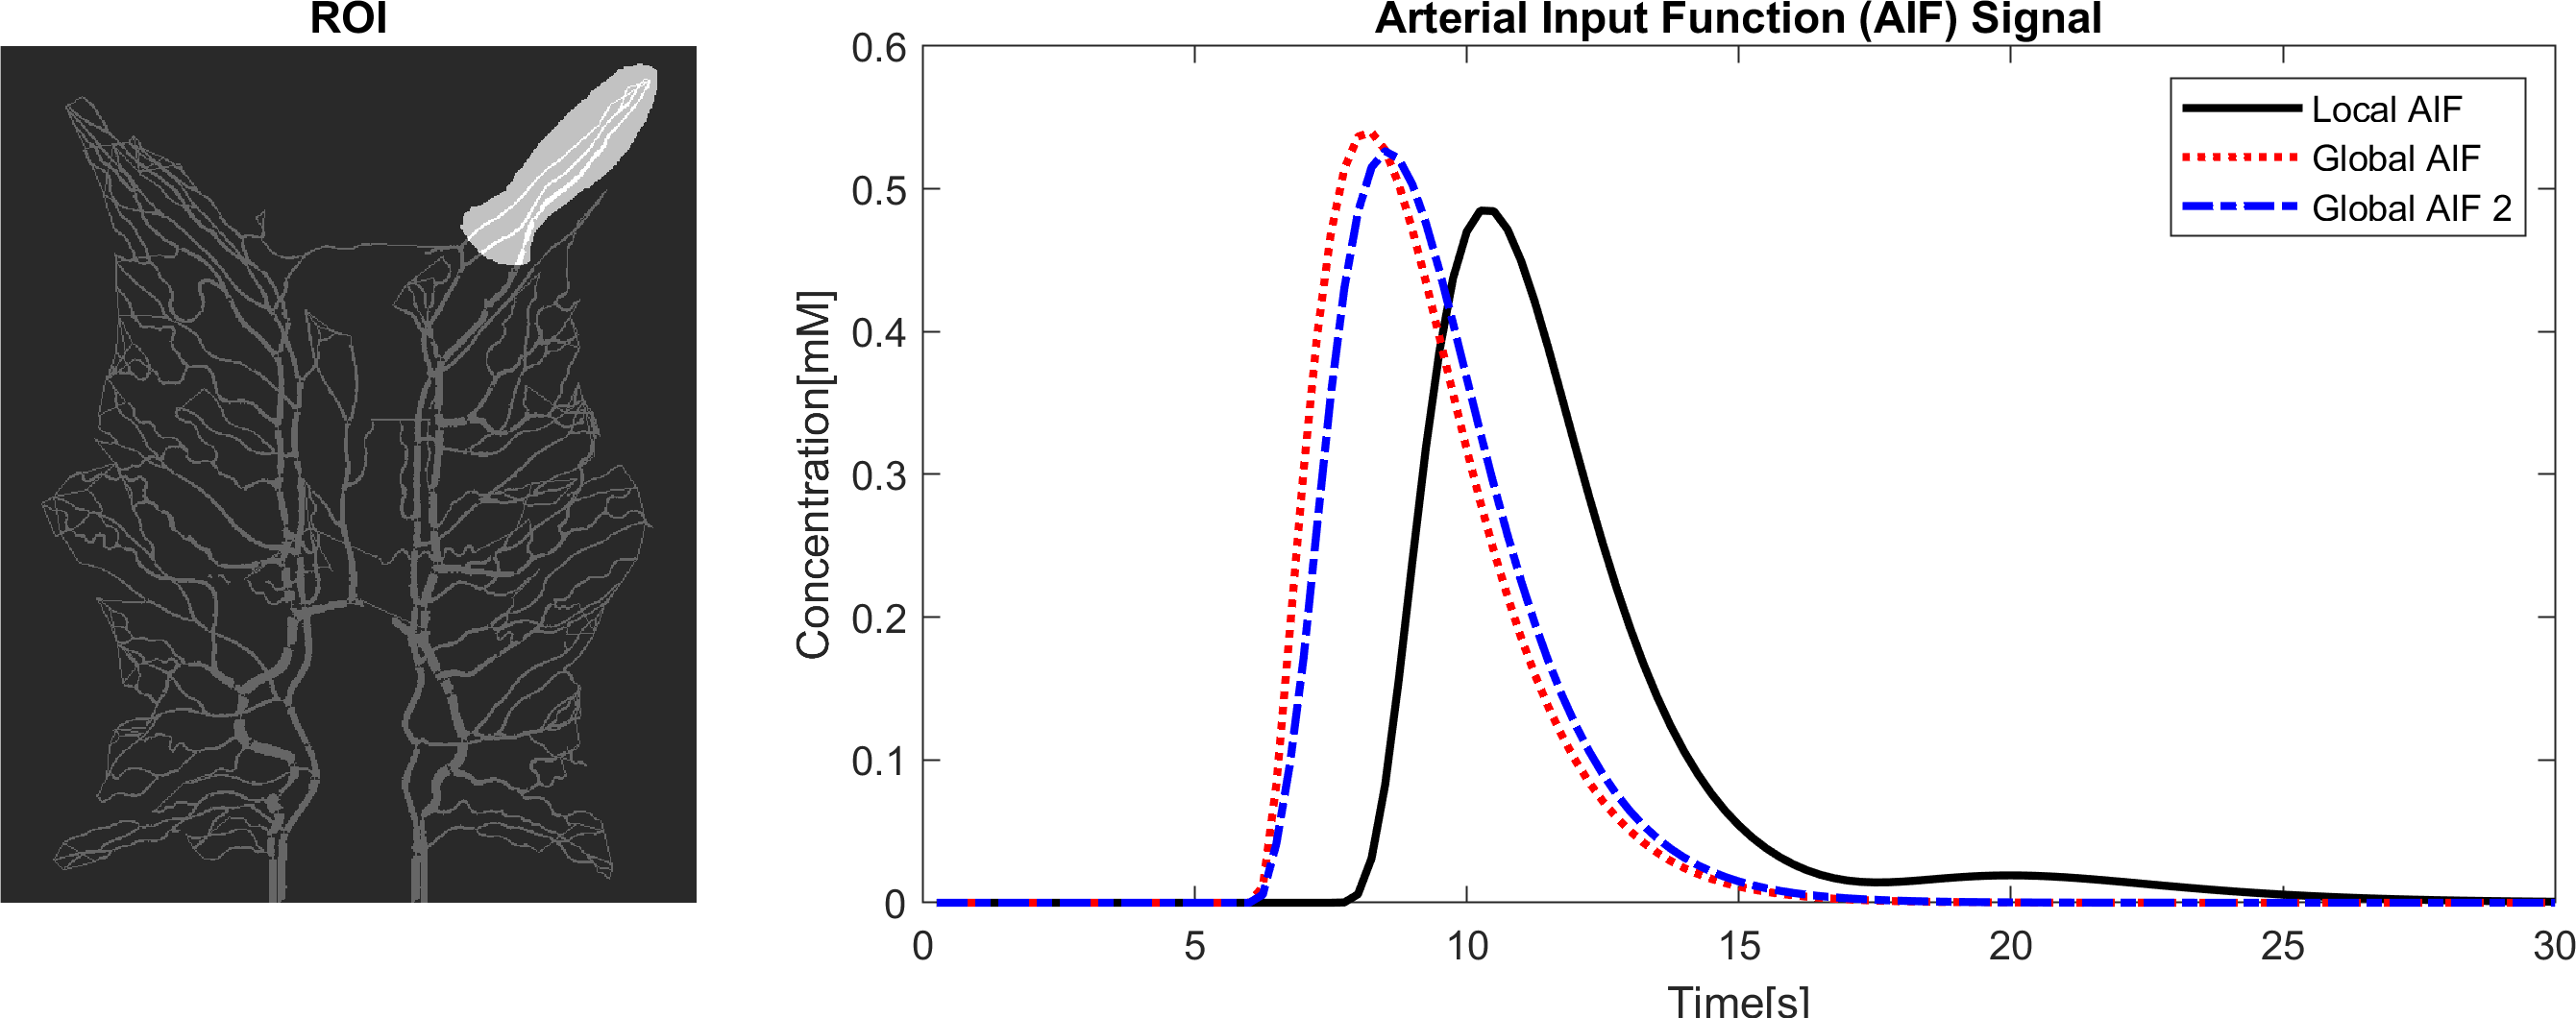 ROI
Arterial Input Function (AIF) Signal
0.6
0.5
0.4
0.3
0.2
0.1
0
Concentration[mM]
Local AIF
Global AIF
Global AIF 2
0 5 10 15 20 25 30
Time[s]